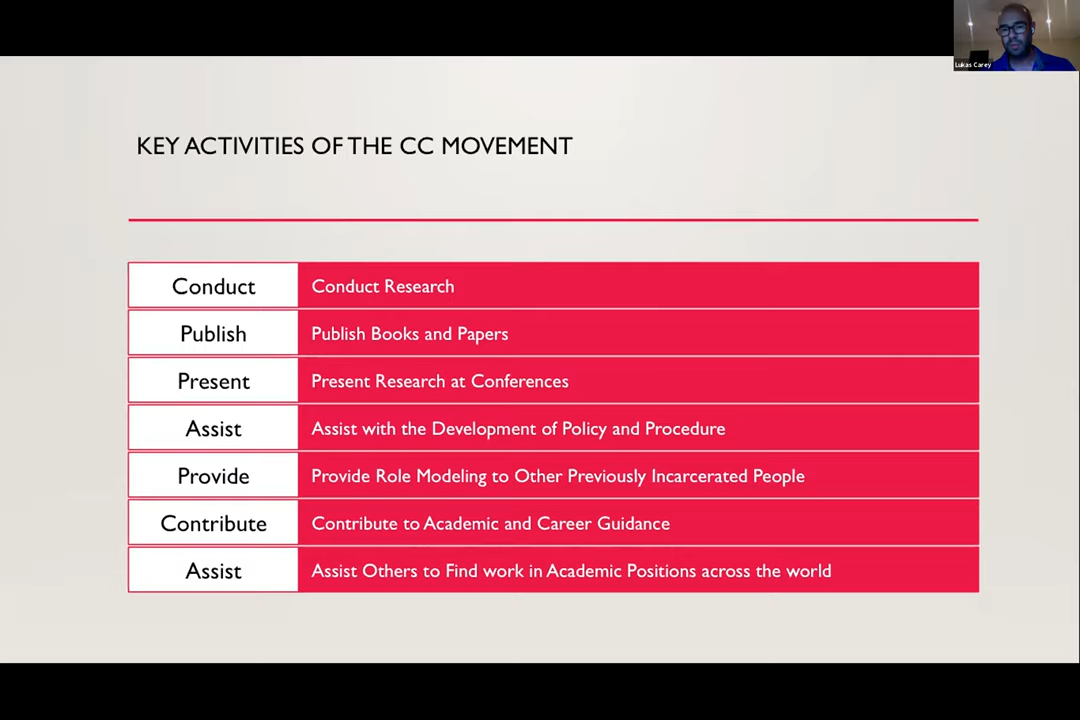 Lukas Carey
KEY ACTIVITIES OF THE CC MOVEMENT
Conduct Conduct Research
Publish Publish Books and Papers
Present Present Research at Conferences
Assist Assist with the Development of Policy and Procedure
Provide Provide Role Modeling to Other Previously Incarcerated People
Contribute Contribute to Academic and Career Guidance
Assist Assist Others to Find work in Academic Positions across the world